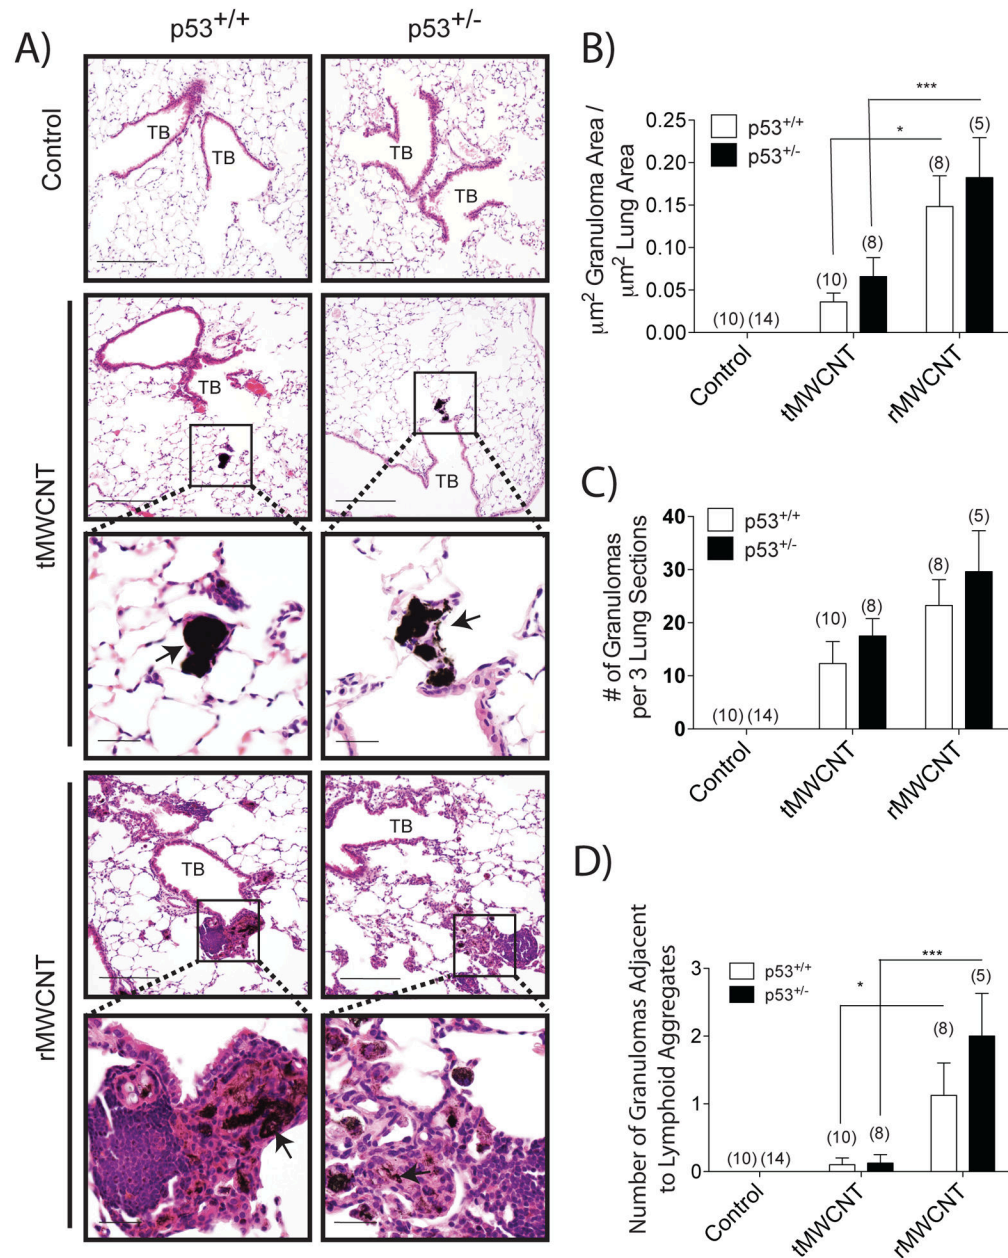 A)
p53+/+
p53+/-
Control
TB
TB
TB
TB
tMWCNT
TB
TB
rMWCNT
TB
TB
B)
μm2 Granuloma Area /
μm2 Lung Area
0.25
0.20
0.15
0.10
0.05
0.00
p53+/+
p53+/-
*
***
(10) (14)
(10)
(8)
(8)
(5)
Control
tMWCNT
rMWCNT
C)
# of Granulomas
per 3 Lung Sections
40
30
20
10
0
p53+/+
p53+/-
(10) (14)
(10)
(8)
(8)
(5)
Control
tMWCNT
rMWCNT
D)
Number of Granulomas Adjacent
to Lymphoid Aggregates
3
2
1
0
p53+/+
p53+/-
*
***
(10) (14)
(10)
(8)
(8)
(5)
Control
tMWCNT
rMWCNT